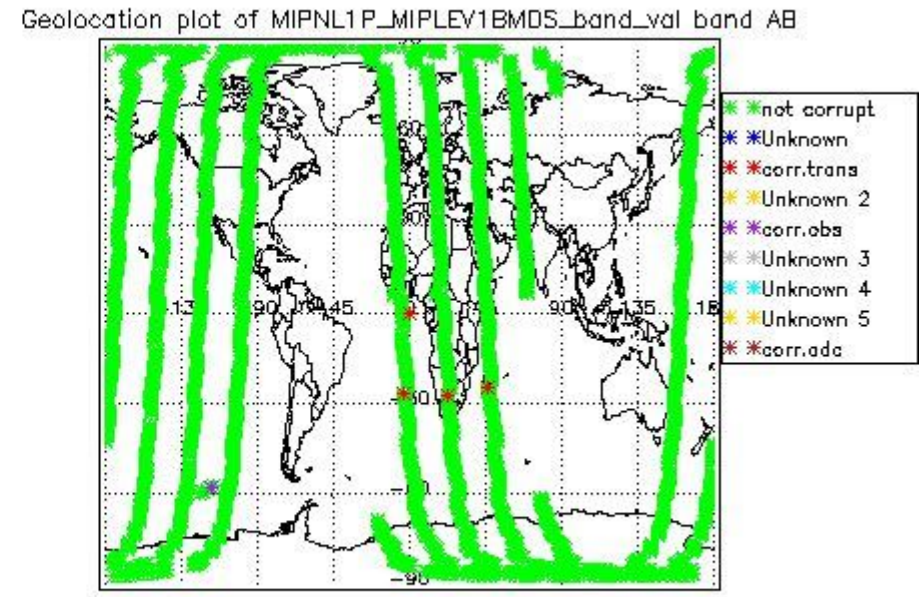 Geolocation plot of MIPNL1P_MIPLEV1BMDS_band_val band AB
not corrupt
Unknown
corr.trans
Unknown 2
corr.obs
Unknown 3
Unknown 4
Unknown 5
corr.adc
60
45
90
135
-90